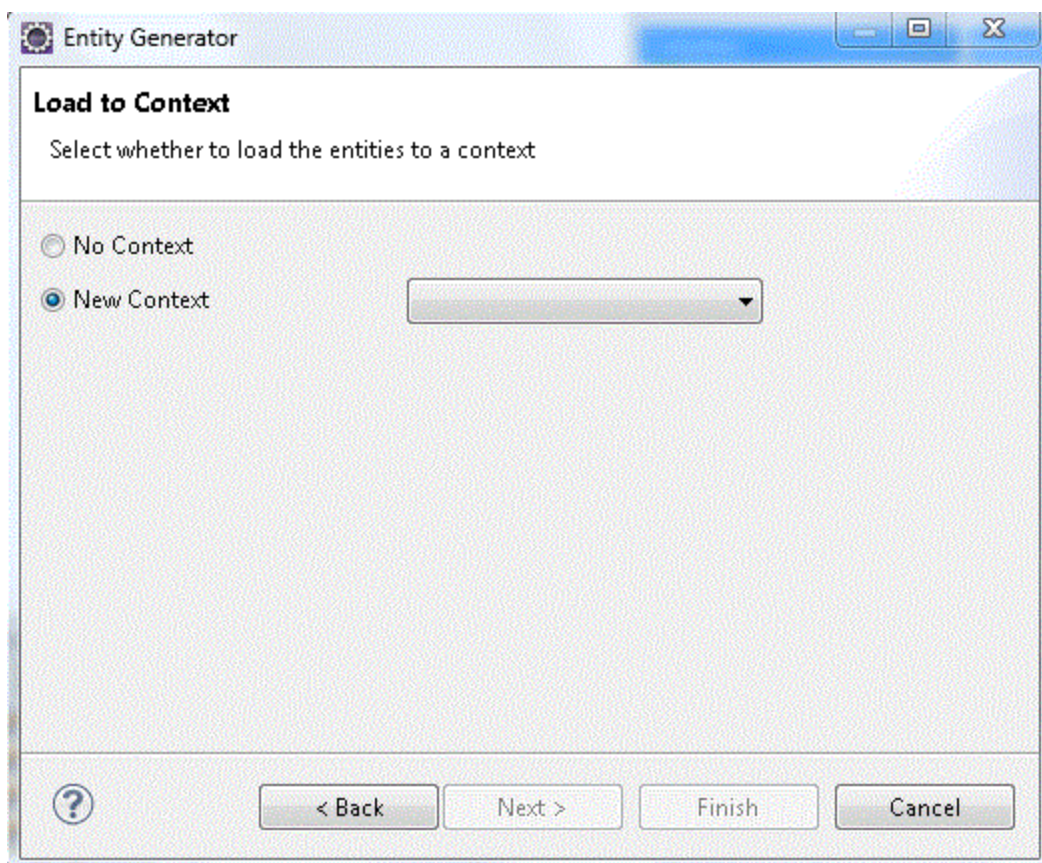 Entity Generator
Load to Context
Select whether to load the entities to a context
No Context
New Context
?
< Back Next > Finish Cancel